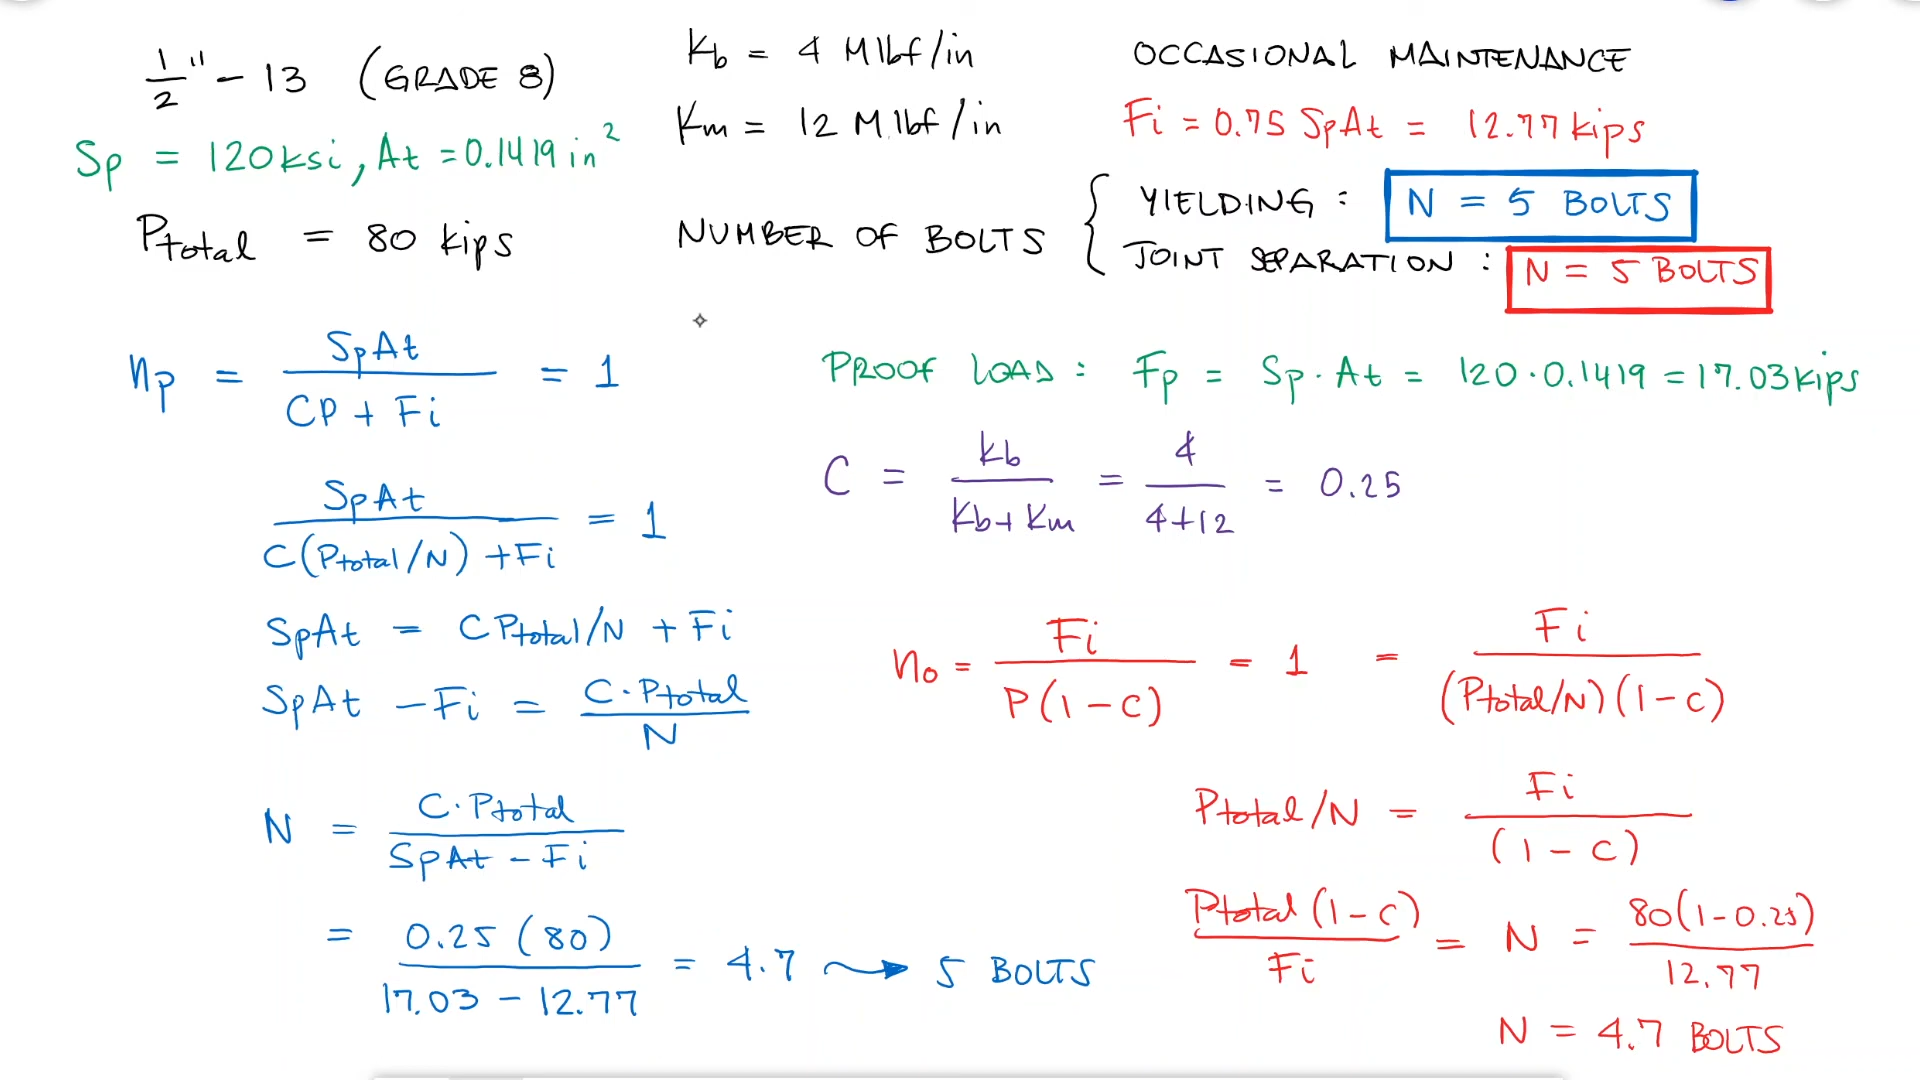 1/2" - 13 (GRADE 8)
Sp = 120ksi, At = 0.1419 in²
Ptotal = 80 kips
kb = 4 Mlbf/in
Km = 12 Mlbf/in
NUMBER OF BOLTS
OCCASIONAL MAINTENANCE
Fi = 0.75 SpAt = 12.77 kips
YIELDING : N = 5 BOLTS
JOINT SEPARATION : N = 5 BOLTS
np = SpAt / (CP + Fi) = 1
SpAt / (C(Ptotal/N) + Fi) = 1
SpAt = C Ptotal/N + Fi
SpAt - Fi = C·Ptotal / N
N = C·Ptotal / (SpAt - Fi)
= 0.25 (80) / (17.03 - 12.77) = 4.7 → 5 BOLTS
PROOF LOAD : Fp = Sp·At = 120·0.1419 = 17.03 kips
C = kb / (Kb + Km) = 4 / (4+12) = 0.25
no = Fi / P(1-C) = 1 = Fi / (Ptotal/N)(1-C)
Ptotal/N = Fi / (1-C)
Ptotal (1-C) / Fi = N = 80(1-0.25) / 12.77
N = 4.7 BOLTS